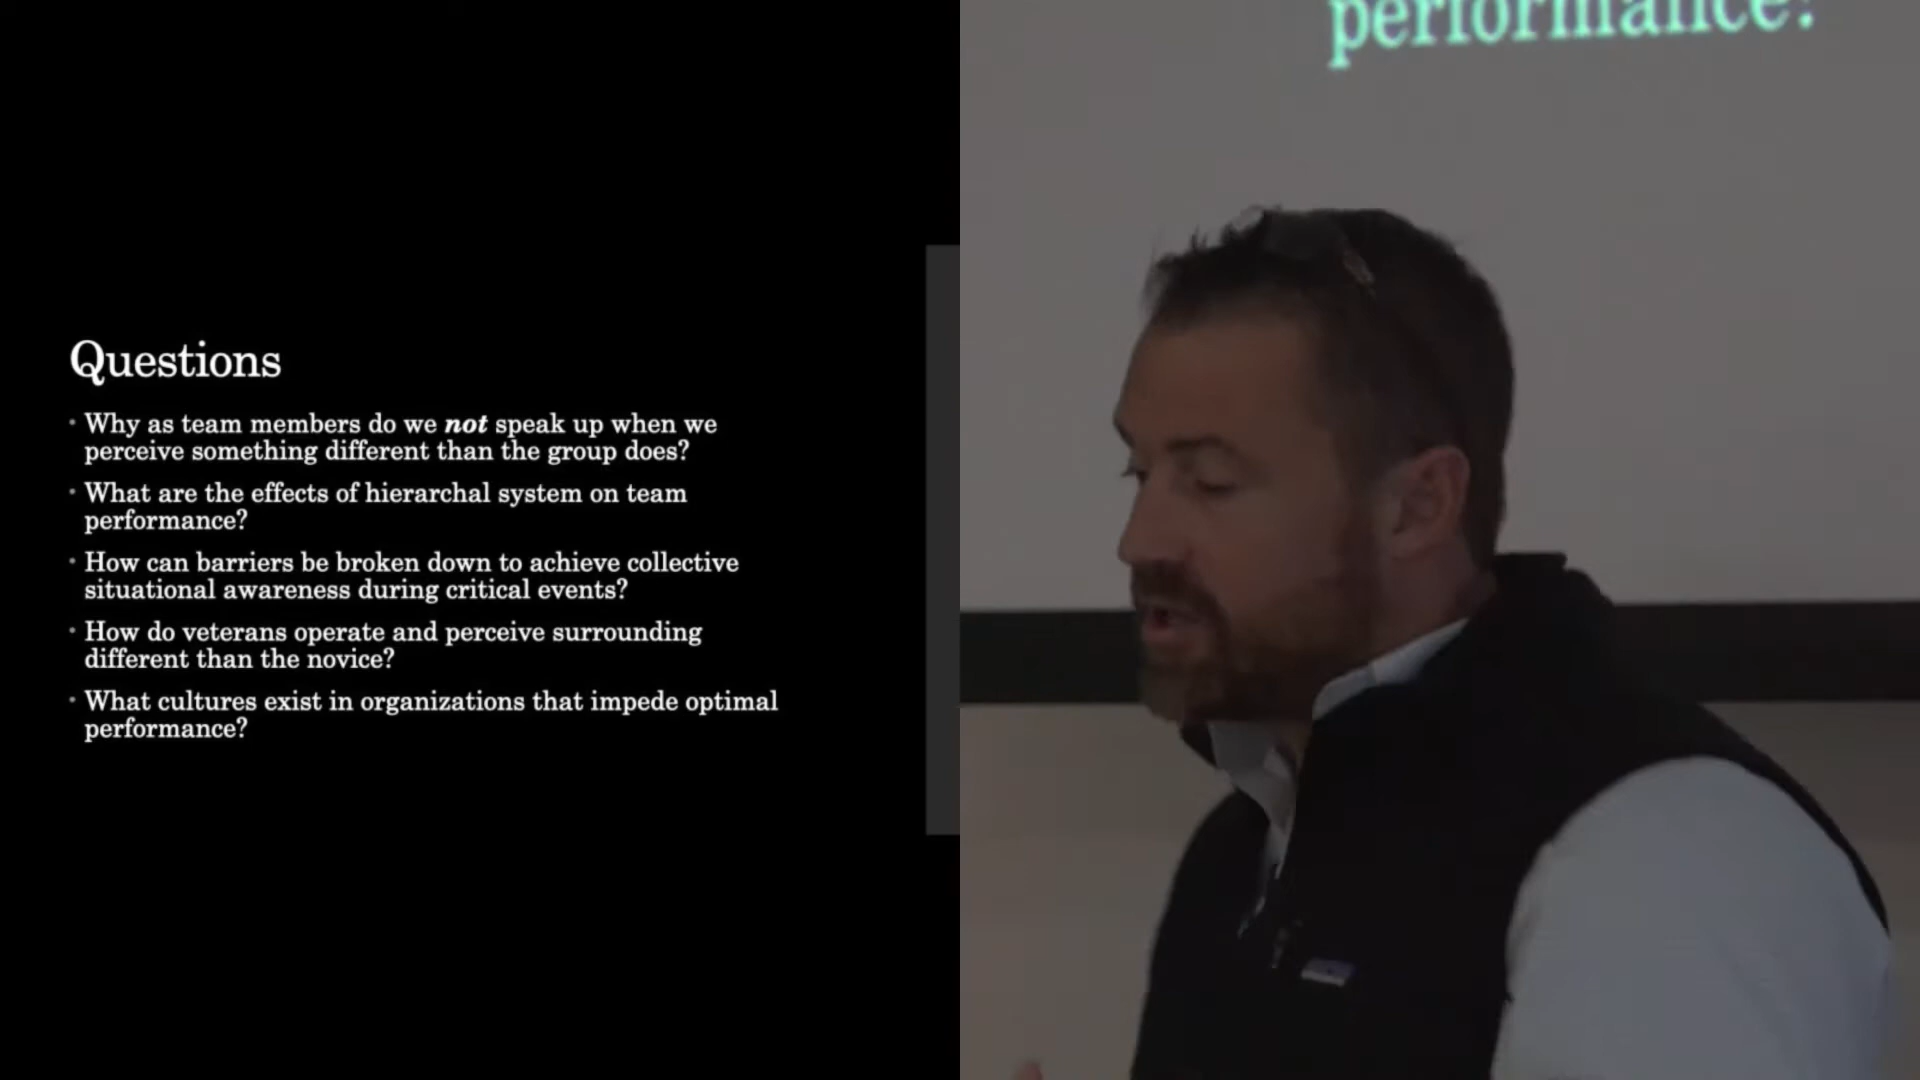 performance?
Questions
• Why as team members do we not speak up when we
perceive something different than the group does?
• What are the effects of hierarchal system on team
performance?
• How can barriers be broken down to achieve collective
situational awareness during critical events?
• How do veterans operate and perceive surrounding
different than the novice?
• What cultures exist in organizations that impede optimal
performance?